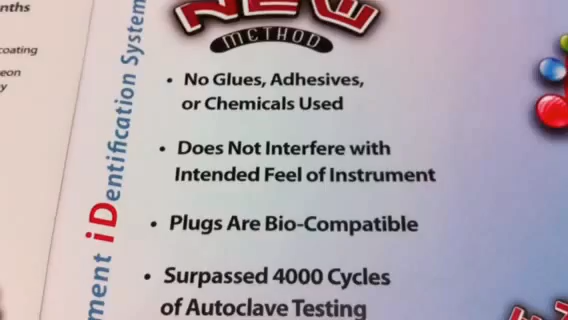 nths
coating
eon
y
ment iDentification System
NEW
METHOD
• No Glues, Adhesives,
or Chemicals Used
• Does Not Interfere with
Intended Feel of Instrument
• Plugs Are Bio-Compatible
• Surpassed 4000 Cycles
of Autoclave Testing